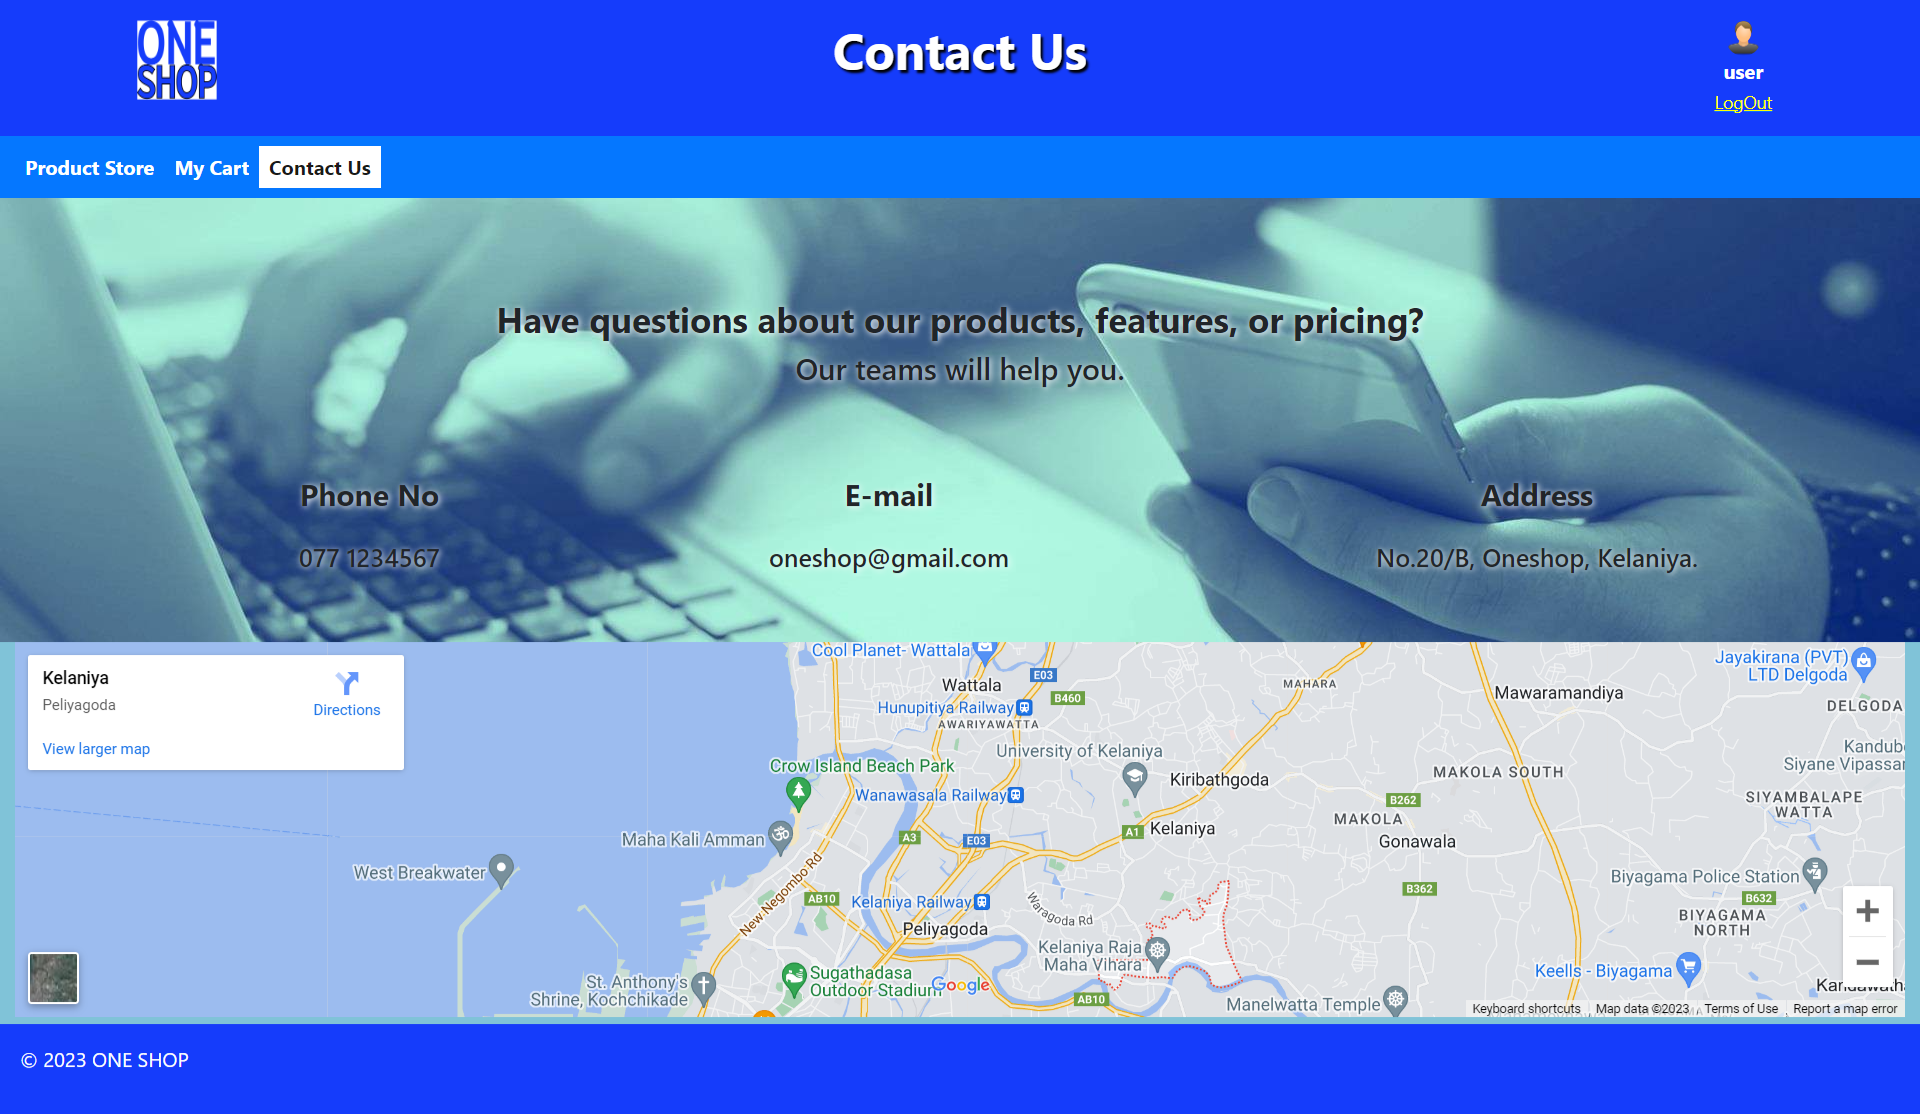 ONE
SHOP
Contact Us
user
LogOut
Product Store
My Cart
Contact Us
Have questions about our products, features, or pricing?
Our teams will help you.
Phone No
E-mail
Address
077 1234567
oneshop@gmail.com
No.20/B, Oneshop, Kelaniya.
Kelaniya
Peliyagoda
Directions
View larger map
Cool Planet- Wattala
E03
Wattala
B460
Hunupitiya Railway
AWARIYAWATTA
MAHARA
Mawaramandiya
Jayakirana (PVT)
LTD Delgoda
DELGODA
University of Kelaniya
Kiribathgoda
MAKOLA SOUTH
Siyane
Crow Island Beach Park
Wanawasala Railway
B262
SIYAMBALAPE
WATTA
MAKOLA
A3
E03
A1
Kelaniya
Gonawala
Maha Kali Amman
West Breakwater
New Negombo Rd
AB10
Kelaniya Railway
Waragoda Rd
B362
Biyagama Police Station
B632
BIYAGAMA
NORTH
Peliyagoda
Kelaniya Raja
Maha Vihara
Keells - Biyagama
Sugathadasa
Outdoor Stadium
Google
St. Anthony's
Shrine, Kochchikade
AB10
Manelwatta Temple
Keyboard shortcuts
Map data ©2023
Terms of Use
Report a map error
© 2023 ONE SHOP